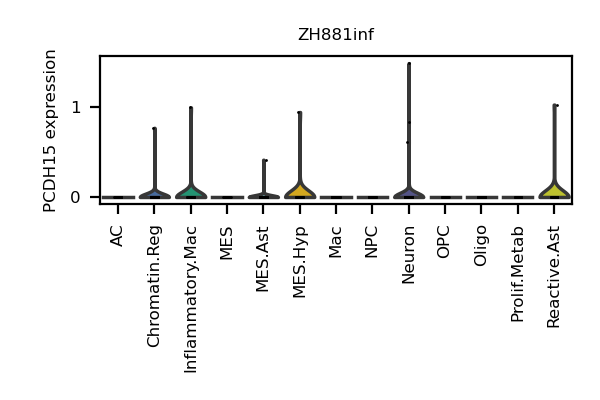 ZH881inf
PCDH15 expression
1
0
AC
Chromatin.Reg
Inflammatory.Mac
MES
MES.Ast
MES.Hyp
Mac
NPC
Neuron
OPC
Oligo
Prolif.Metab
Reactive.Ast